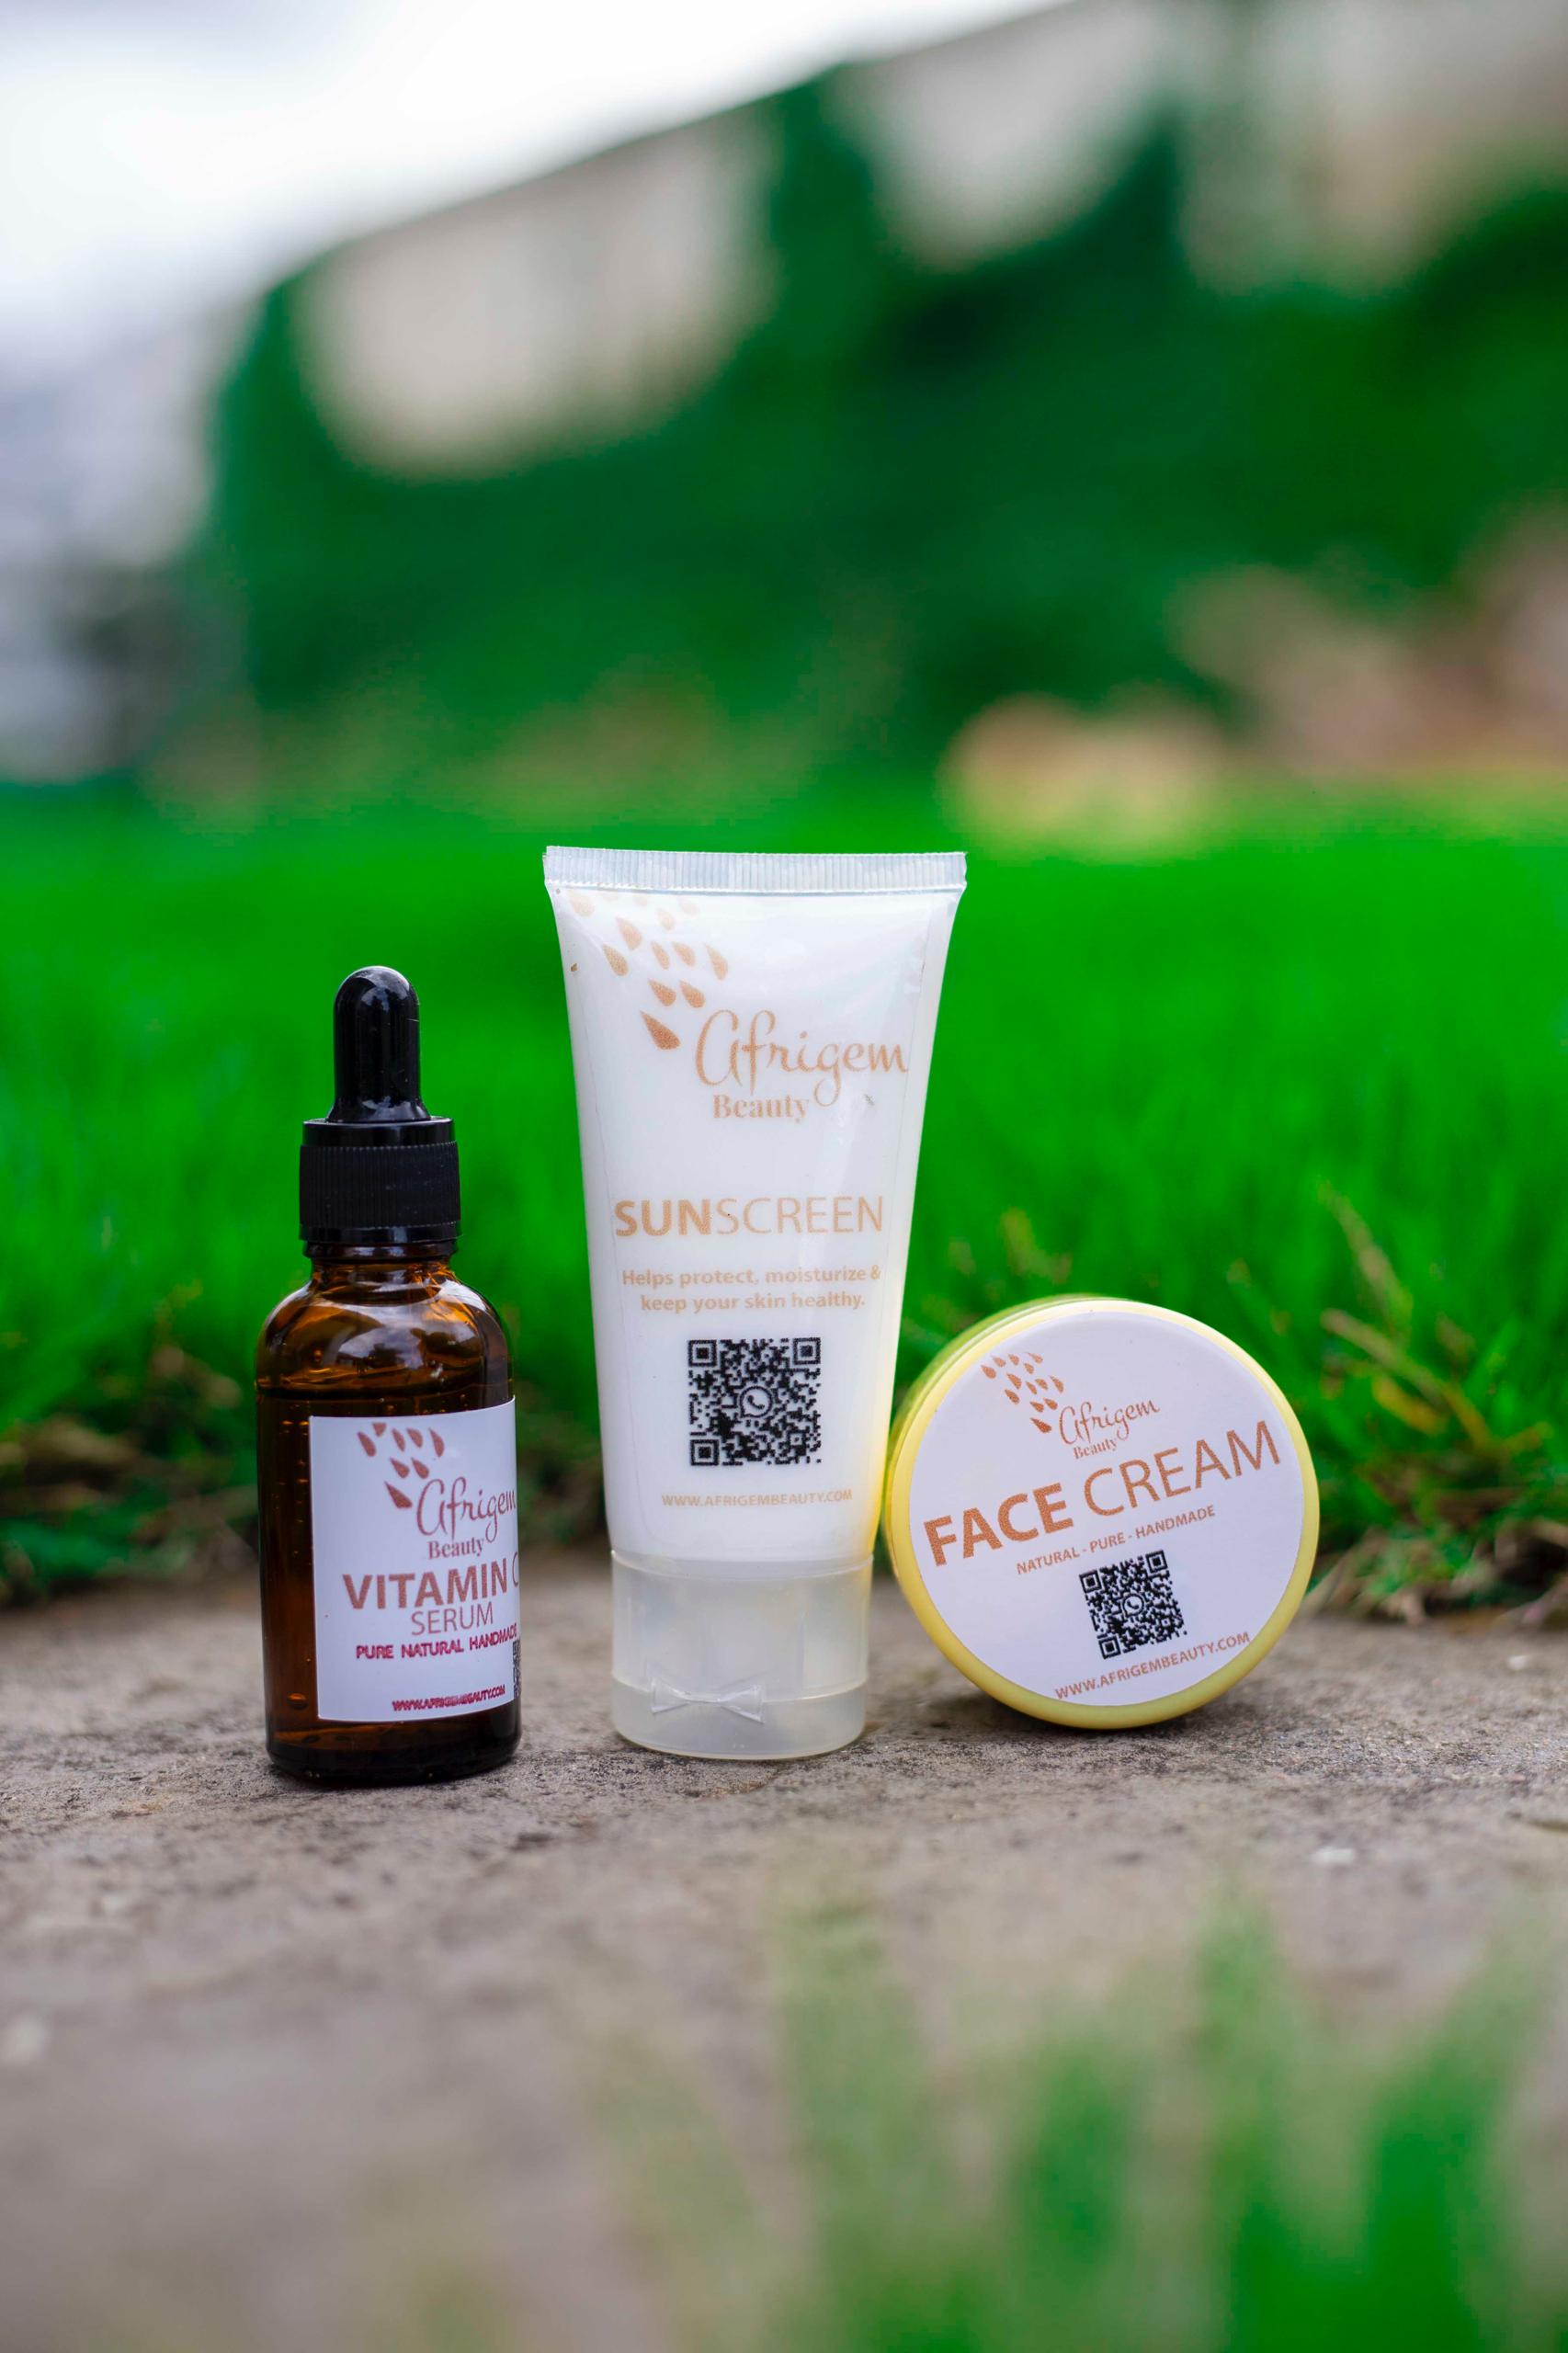 Afrigem
Beauty
VITAMIN C
SERUM
PURE NATURAL HANDMADE
WWW.AFRIGEMBEAUTY.COM
Afrigem
Beauty
SUNSCREEN
Helps protect, moisturize &
keep your skin healthy.
WWW.AFRIGEMBEAUTY.COM
Afrigem
Beauty
FACE CREAM
NATURAL - PURE - HANDMADE
WWW.AFRIGEMBEAUTY.COM